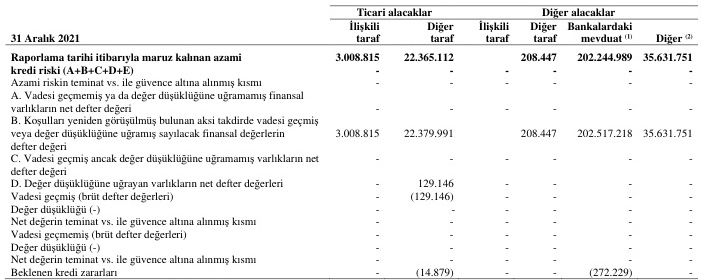 Ticari alacaklar Diğer alacaklar
İlişkili Diğer İlişkili Diğer Bankalardaki
31 Aralık 2021 taraf taraf taraf taraf mevduat (1) Diğer (2)
Raporlama tarihi itibarıyla maruz kalınan azami 3.008.815 22.365.112 208.447 202.244.989 35.631.751
kredi riski (A+B+C+D+E) - - - - - -
Azami riskin teminat vs. ile güvence altına alınmış kısmı - - - - - -
A. Vadesi geçmemiş ya da değer düşüklüğüne uğramamış finansal
varlıkların net defter değeri - - - - - -
B. Koşulları yeniden görüşülmüş bulunan aksi takdirde vadesi geçmiş
veya değer düşüklüğüne uğramış sayılacak finansal değerlerin 3.008.815 22.379.991 208.447 202.517.218 35.631.751
defter değeri
C. Vadesi geçmiş ancak değer düşüklüğüne uğramamış varlıkların net - - - - - -
defter değeri
D. Değer düşüklüğüne uğrayan varlıkların net defter değerleri - 129.146 - - - -
Vadesi geçmiş (brüt defter değerleri) - (129.146) - - - -
Değer düşüklüğü (-) - - - - - -
Net değerin teminat vs. ile güvence altına alınmış kısmı - - - - - -
Vadesi geçmemiş (brüt defter değerleri) - - - - - -
Değer düşüklüğü (-) - - - - - -
Net değerin teminat vs. ile güvence altına alınmış kısmı - - - - - -
Beklenen kredi zararları - (14.879) - - (272.229) -